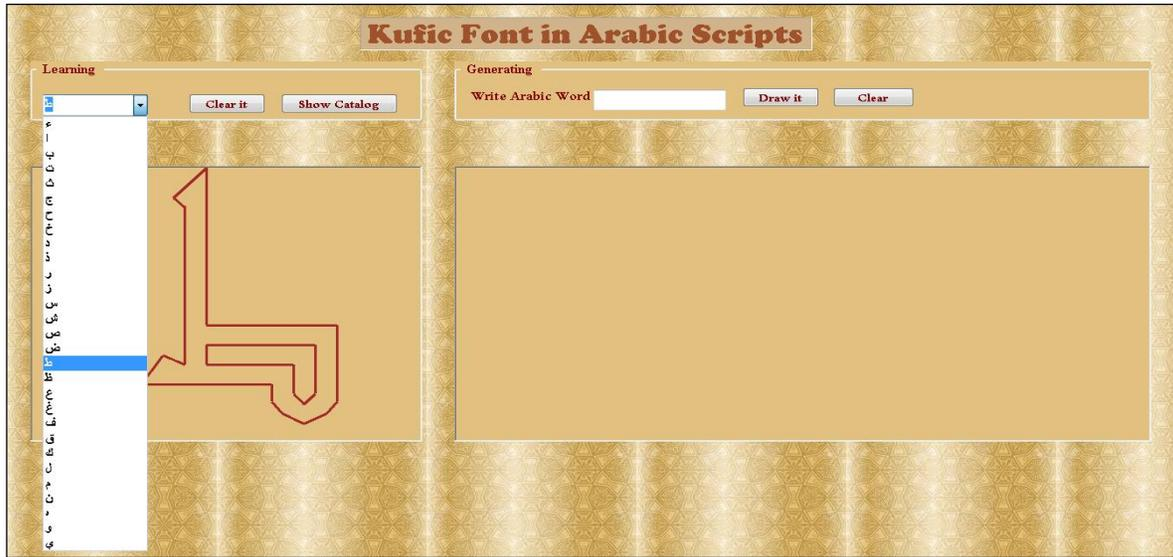 Kufic Font in Arabic Scripts
Learning
ط
Clear it
Show Catalog
ء
ا
ب
ت
ث
ج
ح
خ
د
ذ
ر
ز
س
ش
ص
ض
ط
ظ
ع
غ
ف
ق
ك
ل
م
ن
ه
و
ي
Generating
Write Arabic Word
Draw it
Clear